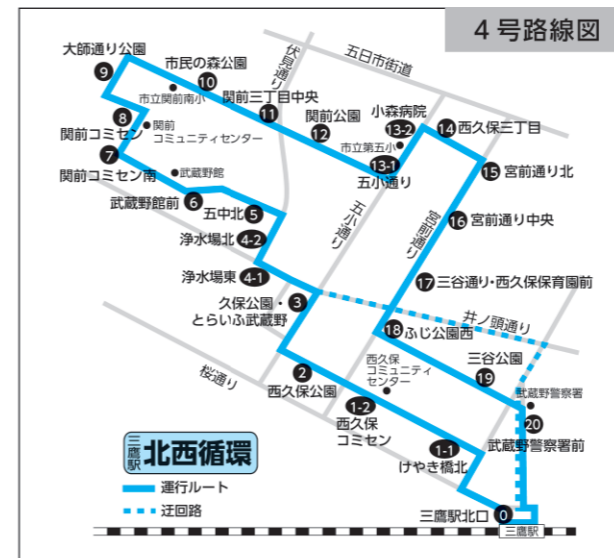 4号路線図
大師通り公園
9
市民の森公園
10
伏見通り
五日市街道
市立関前南小
関前三丁目中央
11
関前公園
12
小森病院
13-2
市立第五小
13-1
五小通り
14
西久保三丁目
15
宮前通り北
8
関前コミセン
関前
コミュニティセンター
7
関前コミセン南
武蔵野館
6
武蔵野館前
五中北
5
浄水場北
4-2
浄水場東
4-1
五小通り
宮前通り
16
宮前通り中央
17
三谷通り・西久保保育園前
久保公園・
とらいふ武蔵野
3
井ノ頭通り
18
ふじ公園西
三谷公園
19
桜通り
2
西久保公園
西久保
コミュニティ
センター
1-2
西久保
コミセン
1-1
けやき橋北
武蔵野警察署
20
武蔵野警察署前
三鷹駅
北西循環
運行ルート
迂回路
三鷹駅北口
0
三鷹駅